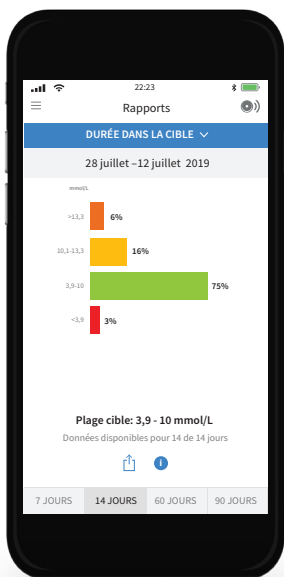 22:23
Rapports
DURÉE DANS LA CIBLE
28 juillet –12 juillet 2019
mmol/L
>13,3 6%
10,1-13,3 16%
3,9-10 75%
<3,9 3%
Plage cible: 3,9 - 10 mmol/L
Données disponibles pour 14 de 14 jours
i
7 JOURS 14 JOURS 60 JOURS 90 JOURS